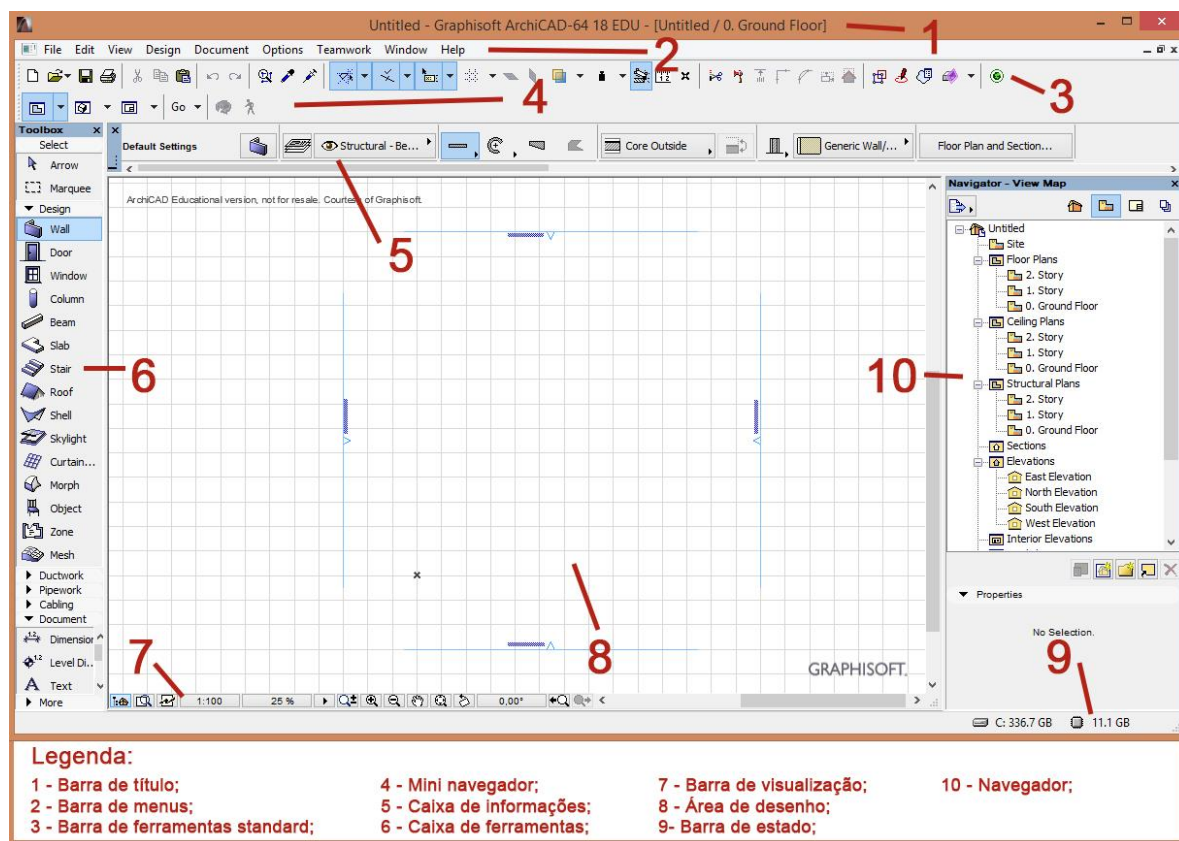 Untitled - Graphisoft ArchiCAD-64 18 EDU - [Untitled / 0. Ground Floor]
1
File Edit View Design Document Options Teamwork Window Help
2
3
Go
4
Toolbox
Select
Arrow
Marquee
Design
Wall
Door
Window
Column
Beam
Slab
Stair
Roof
Shell
Skylight
Curtain...
Morph
Object
Zone
Mesh
Ductwork
Pipework
Cabling
Document
Dimension
Level Di...
Text
More
6
Default Settings
Structural - Be...
Core Outside
Generic Wall/...
Floor Plan and Section...
5
ArchiCAD Educational version, not for resale. Courtesy of Graphisoft.
8
GRAPHISOFT.
7
1:100
25 %
0,00°
Navigator - View Map
Untitled
Site
Floor Plans
2. Story
1. Story
0. Ground Floor
Ceiling Plans
2. Story
1. Story
0. Ground Floor
Structural Plans
2. Story
1. Story
0. Ground Floor
Sections
Elevations
East Elevation
North Elevation
South Elevation
West Elevation
Interior Elevations
10
Properties
No Selection.
9
C: 336.7 GB
11.1 GB
Legenda:
1 - Barra de título;
2 - Barra de menus;
3 - Barra de ferramentas standard;
4 - Mini navegador;
5 - Caixa de informações;
6 - Caixa de ferramentas;
7 - Barra de visualização;
8 - Área de desenho;
9- Barra de estado;
10 - Navegador;